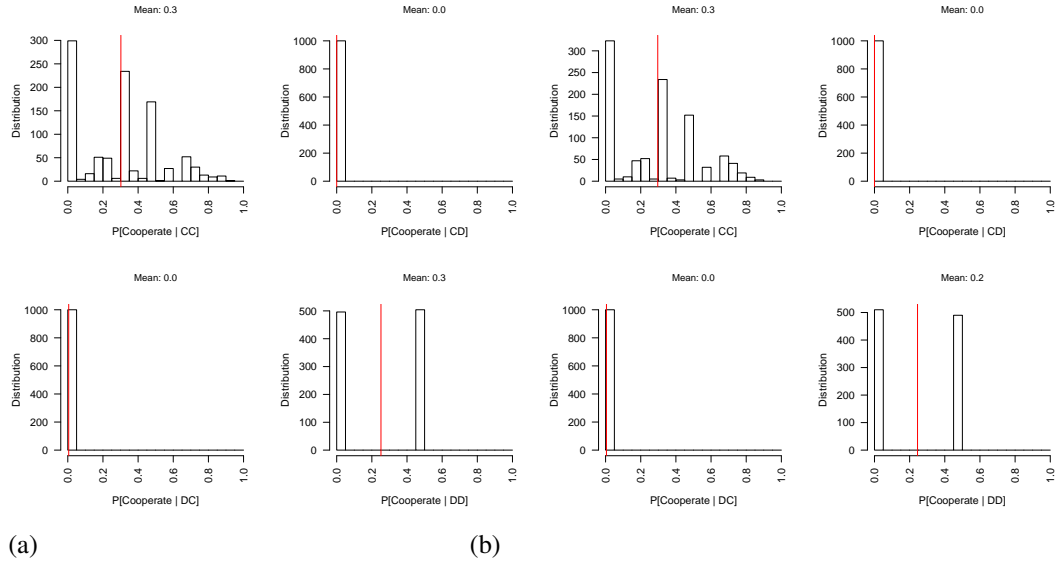 Mean: 0.3
Distribution
300
250
200
150
100
50
0
0.0 0.2 0.4 0.6 0.8 1.0
P[Cooperate | CC]
Mean: 0.0
Distribution
1000
800
600
400
200
0
0.0 0.2 0.4 0.6 0.8 1.0
P[Cooperate | CD]
Mean: 0.3
Distribution
300
250
200
150
100
50
0
0.0 0.2 0.4 0.6 0.8 1.0
P[Cooperate | CC]
Mean: 0.0
Distribution
1000
800
600
400
200
0
0.0 0.2 0.4 0.6 0.8 1.0
P[Cooperate | CD]
Mean: 0.0
Distribution
1000
800
600
400
200
0
0.0 0.2 0.4 0.6 0.8 1.0
P[Cooperate | DC]
Mean: 0.3
Distribution
500
400
300
200
100
0
0.0 0.2 0.4 0.6 0.8 1.0
P[Cooperate | DD]
Mean: 0.0
Distribution
1000
800
600
400
200
0
0.0 0.2 0.4 0.6 0.8 1.0
P[Cooperate | DC]
Mean: 0.2
Distribution
500
400
300
200
100
0
0.0 0.2 0.4 0.6 0.8 1.0
P[Cooperate | DD]
(a)
(b)